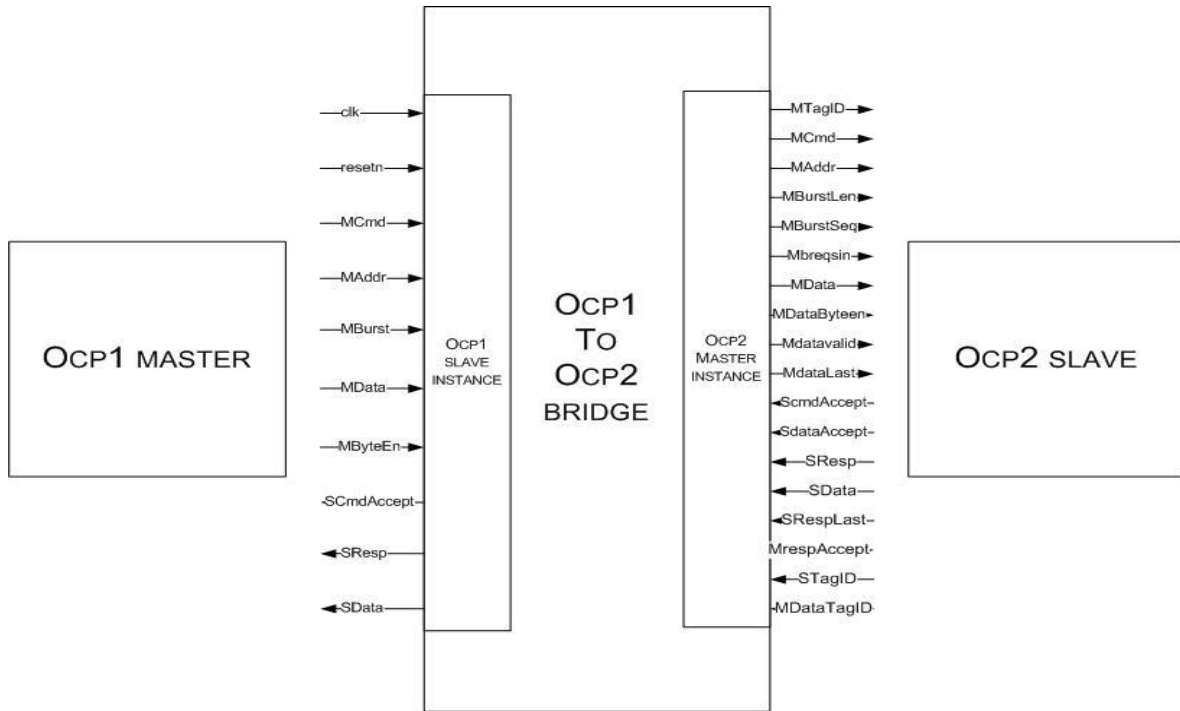 OCP1 MASTER
clk
resetn
MCmd
MAddr
MBurst
MData
MByteEn
SCmdAccept
SResp
SData
OCP1
SLAVE
INSTANCE
OCP1
TO
OCP2
BRIDGE
OCP2
MASTER
INSTANCE
MTagID
MCmd
MAddr
MBurstLen
MBurstSeq
Mbreqsin
MData
MDataByteen
Mdatavalid
MdataLast
ScmdAccept
SdataAccept
SResp
SData
SRespLast
MrespAccept
STagID
MDataTagID
OCP2 SLAVE